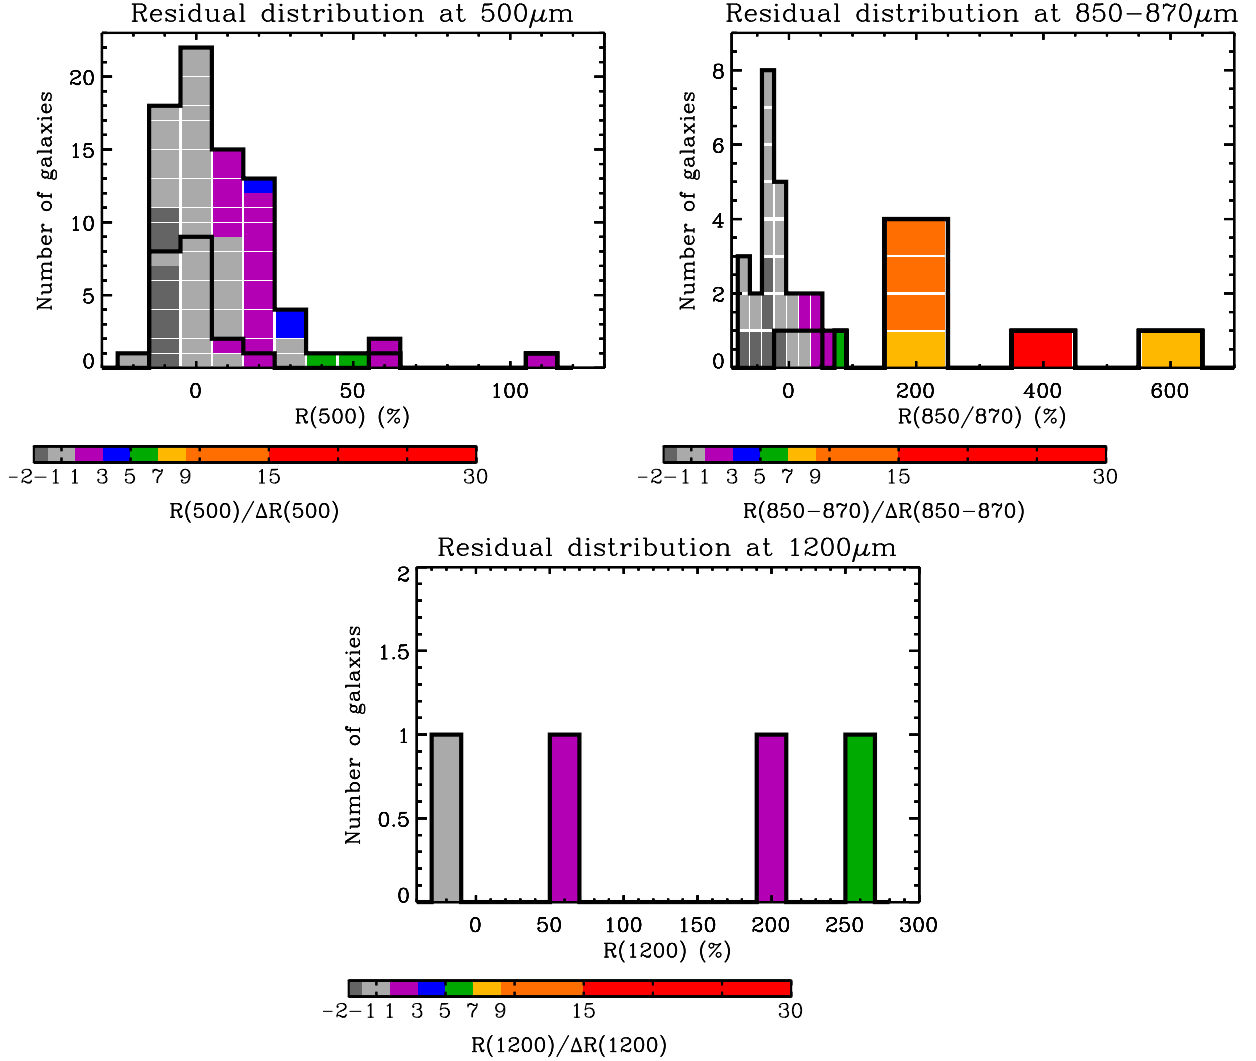 Residual distribution at 500μm
Number of galaxies
20
15
10
5
0
0 50 100
R(500) (%)
-2-1 1 3 5 7 9 15 30
R(500)/ΔR(500)
Residual distribution at 850-870μm
Number of galaxies
8
6
4
2
0
0 200 400 600
R(850/870) (%)
-2-1 1 3 5 7 9 15 30
R(850-870)/ΔR(850-870)
Residual distribution at 1200μm
Number of galaxies
2
1.5
1
0.5
0
0 50 100 150 200 250 300
R(1200) (%)
-2-1 1 3 5 7 9 15 30
R(1200)/ΔR(1200)